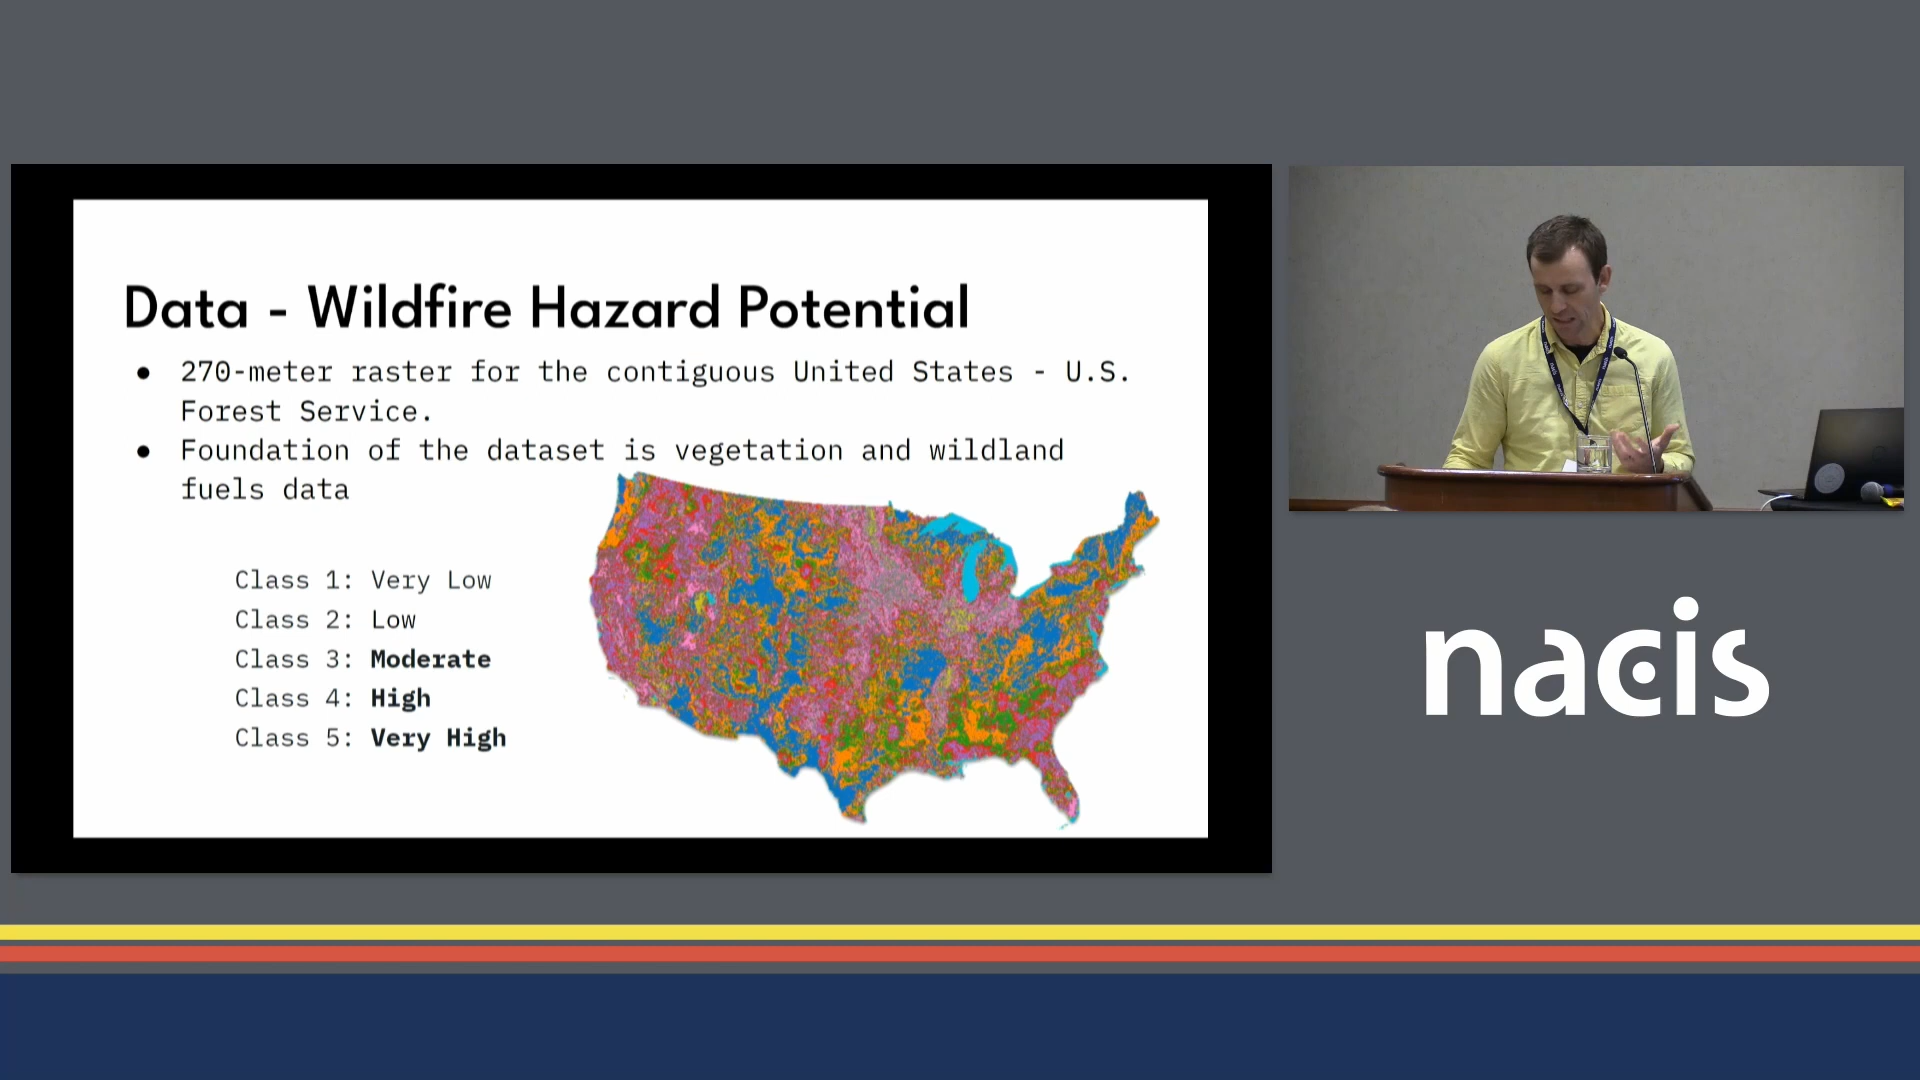 Data - Wildfire Hazard Potential
● 270-meter raster for the contiguous United States - U.S.
Forest Service.
● Foundation of the dataset is vegetation and wildland
fuels data
Class 1: Very Low
Class 2: Low
Class 3: Moderate
Class 4: High
Class 5: Very High
nacis